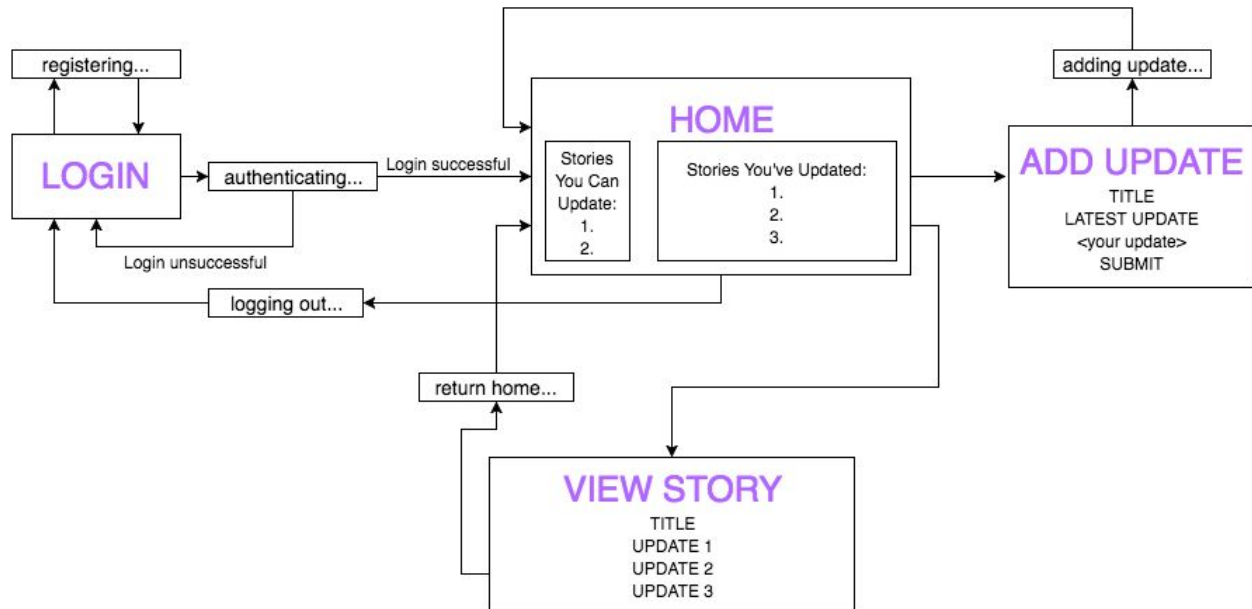 registering...
LOGIN
authenticating...
Login successful
Login unsuccessful
logging out...
HOME
Stories
You Can
Update:
1.
2.
Stories You've Updated:
1.
2.
3.
adding update...
ADD UPDATE
TITLE
LATEST UPDATE
<your update>
SUBMIT
return home...
VIEW STORY
TITLE
UPDATE 1
UPDATE 2
UPDATE 3